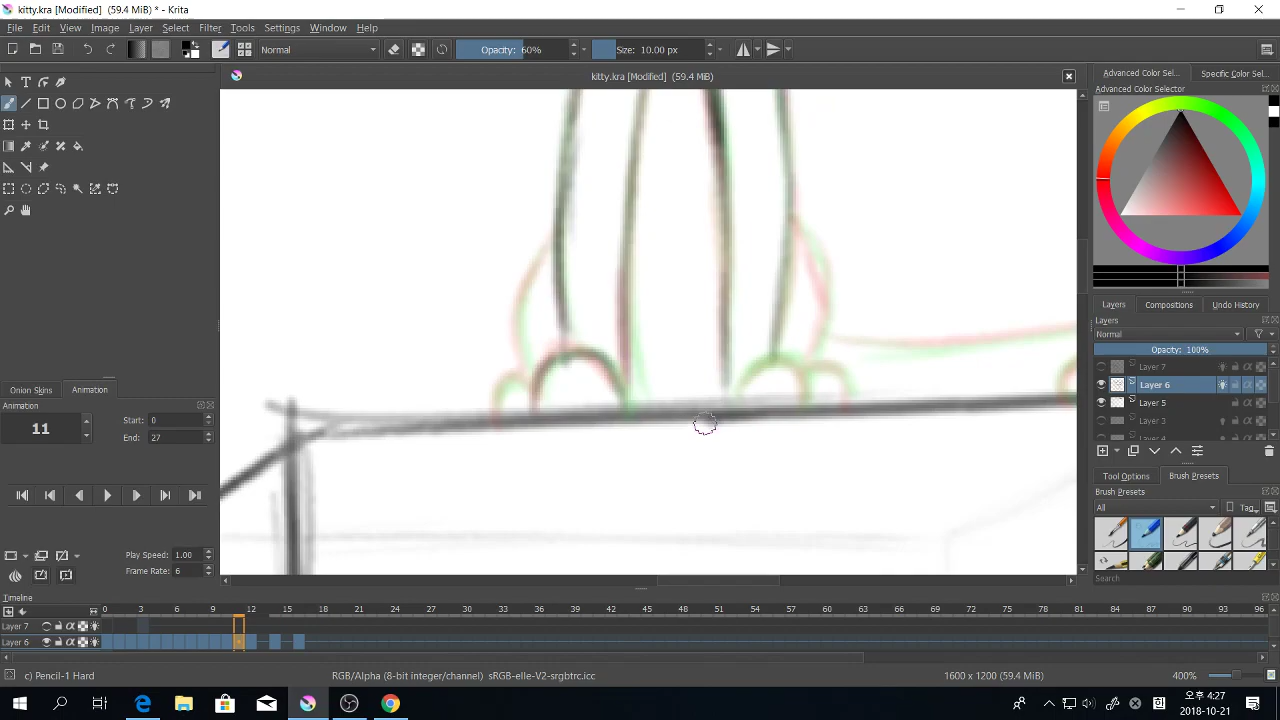 kitty.kra [Modified] (59.4 MiB) * - Krita
File Edit View Image Layer Select Filter Tools Settings Window Help
Normal Opacity: 60% Size: 10.00 px
kitty.kra [Modified] (59.4 MiB)
Advanced Color Sel... Specific Color Sel...
Advanced Color Selector
Layers Compositions Undo History
Layers
Normal
Opacity: 100%
Layer 7
Layer 6
Layer 5
Layer 3
Layer 4
Tool Options Brush Presets
Brush Presets
All Tag
Search
Onion Skins Animation
Animation
11
Start: 0
End: 27
Play Speed: 1.00
Frame Rate: 6
Timeline
0 3 6 9 12 15 18 21 24 27 30 33 36 39 42 45 48 51 54 57 60 63 66 69 72 75 78 81 84 87 90 93 96
Layer 7
Layer 6
c) Pencil-1 Hard RGB/Alpha (8-bit integer/channel) sRGB-elle-V2-srgbtrc.icc 1600 x 1200 (59.4 MiB) 400%
오후 4:27
2018-10-21